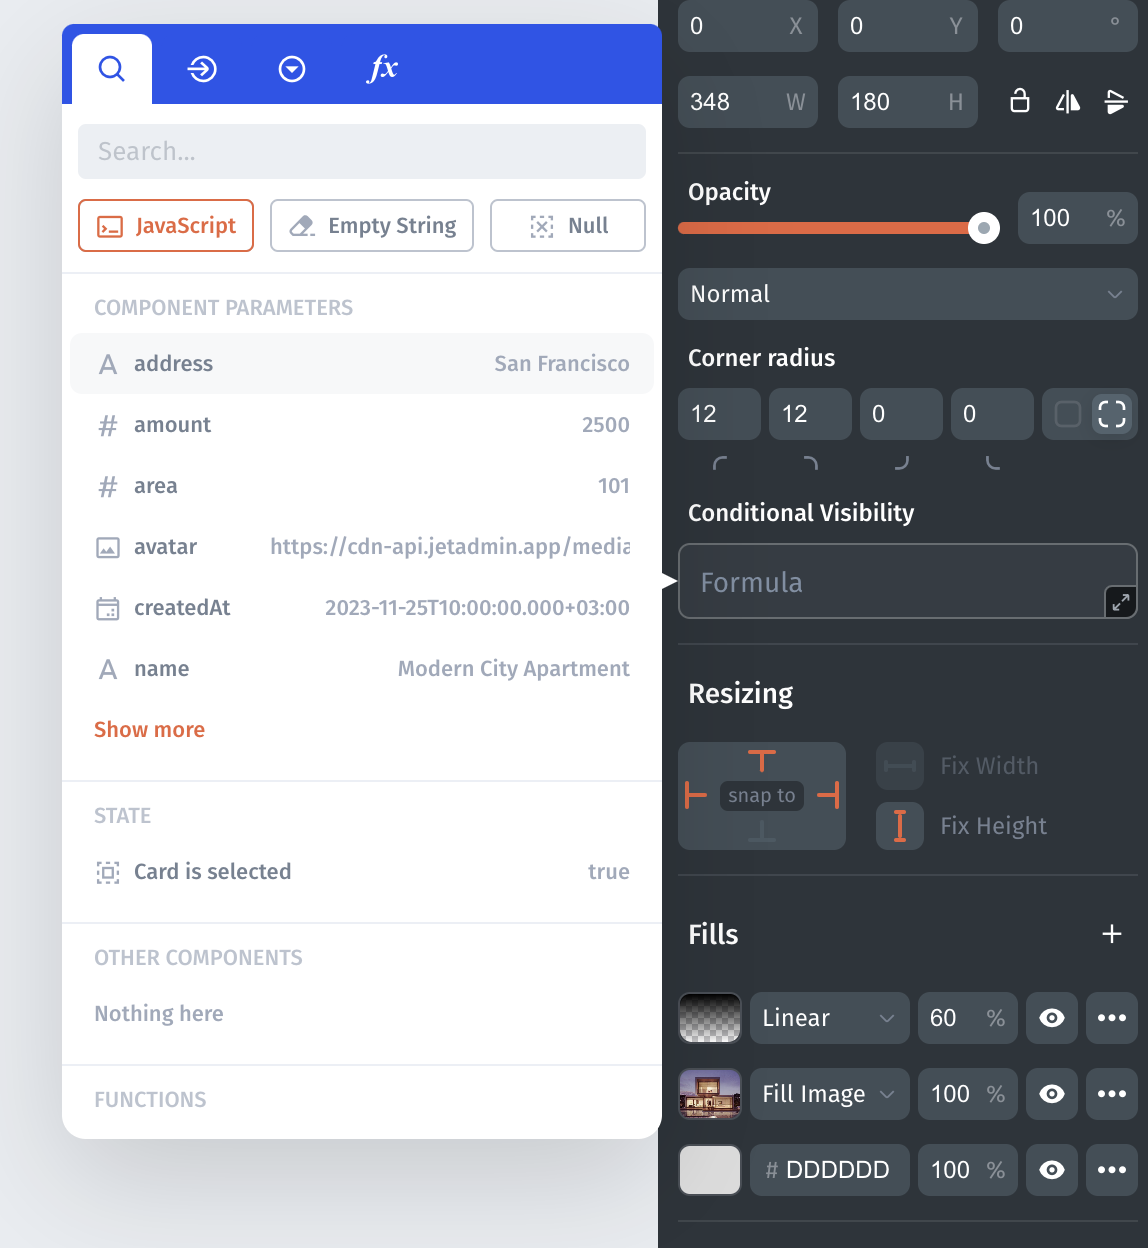 fx
Search...
JavaScript
Empty String
Null
COMPONENT PARAMETERS
A address San Francisco
# amount 2500
# area 101
avatar https://cdn-api.jetadmin.app/media
createdAt 2023-11-25T10:00:00.000+03:00
A name Modern City Apartment
Show more
STATE
Card is selected true
OTHER COMPONENTS
Nothing here
FUNCTIONS
0 X 0 Y 0 °
348 W 180 H
Opacity
100 %
Normal
Corner radius
12 12 0 0
Conditional Visibility
Formula
Resizing
snap to
Fix Width
Fix Height
Fills
Linear 60 %
Fill Image 100 %
# DDDDDD 100 %